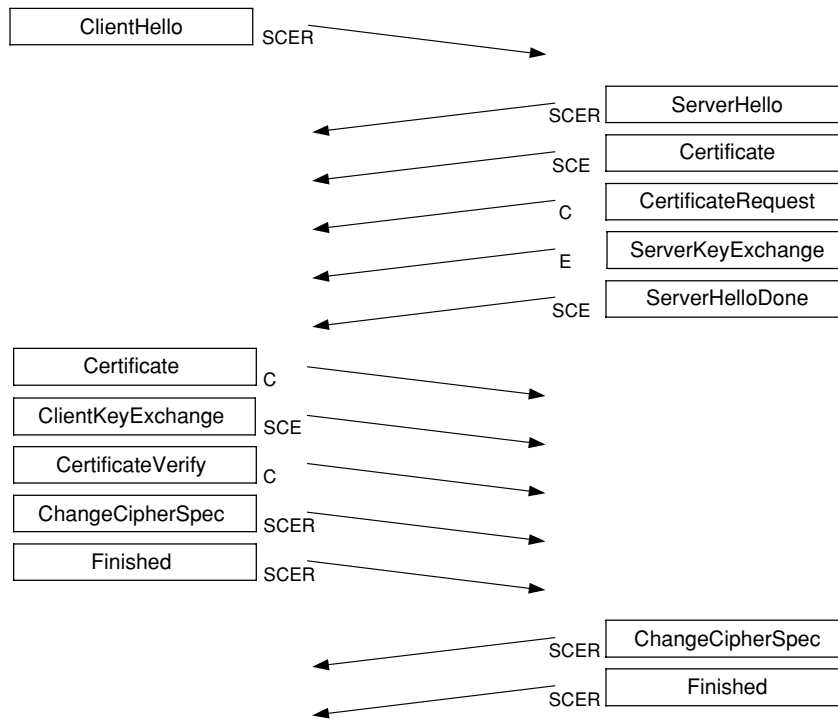 ClientHello SCER
SCER ServerHello
SCE Certificate
C CertificateRequest
E ServerKeyExchange
SCE ServerHelloDone
Certificate C
ClientKeyExchange SCE
CertificateVerify C
ChangeCipherSpec SCER
Finished SCER
SCER ChangeCipherSpec
SCER Finished